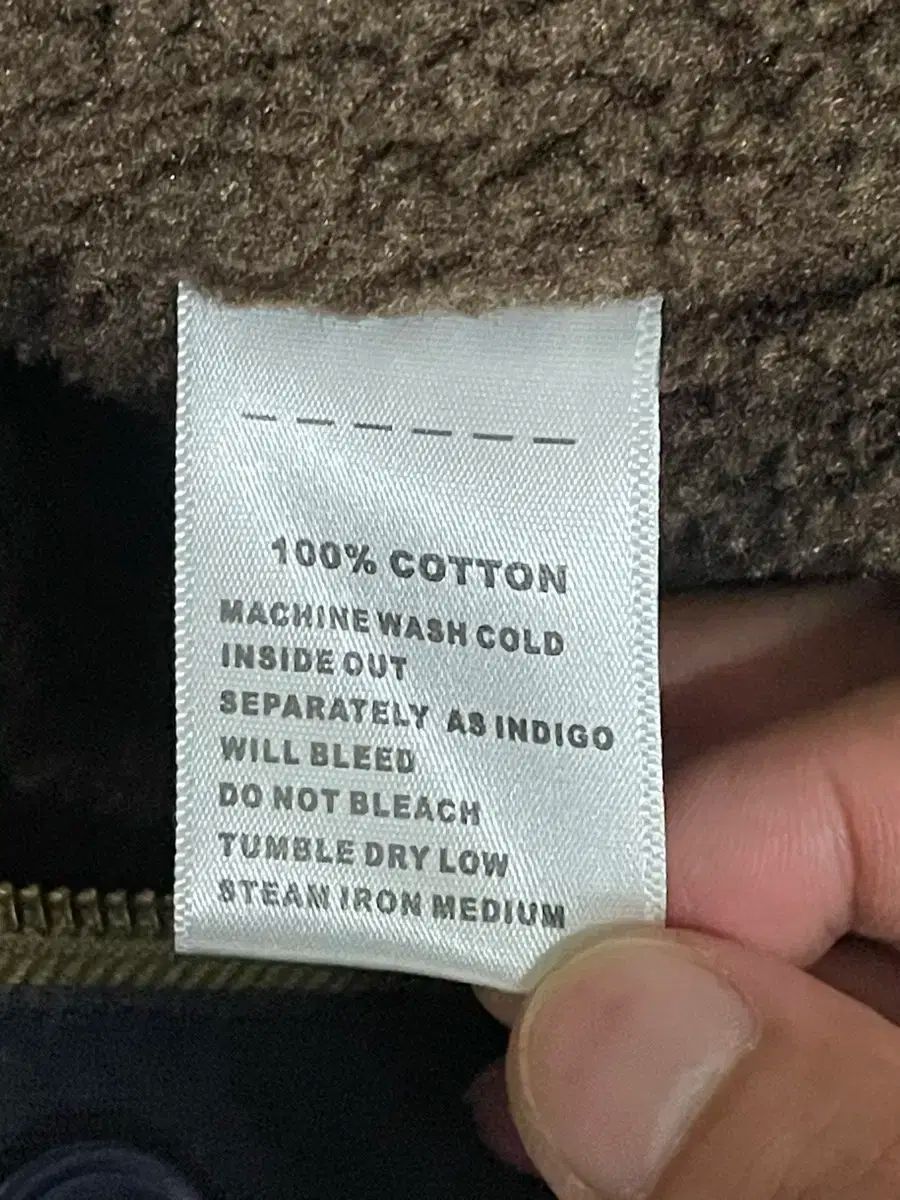 100% COTTON
MACHINE WASH COLD
INSIDE OUT
SEPARATELY AS INDIGO
WILL BLEED
DO NOT BLEACH
TUMBLE DRY LOW
STEAM IRON MEDIUM